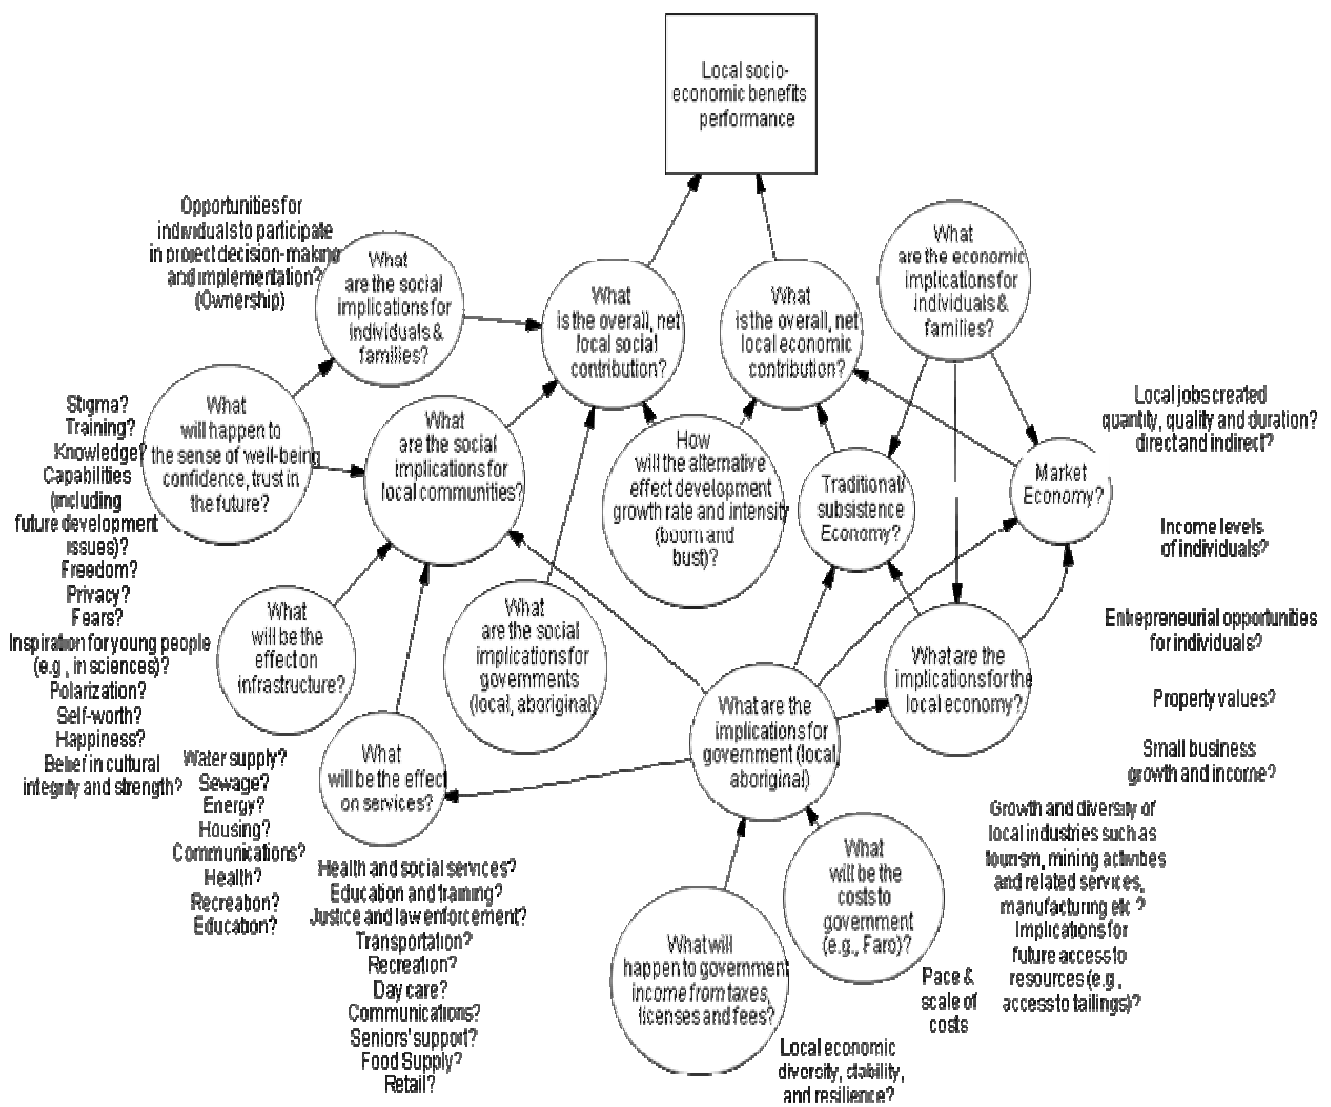 Local socio-
economic benefits
performance
Opportunities for
individuals to participate
in project decision-making
and implementation?
(Ownership)
What
are the social
implications for
individuals &
families?
What
is the overall, net
local social
contribution?
What
is the overall, net
local economic
contribution?
What
are the economic
implications for
individuals &
families?
Stigma?
Training?
Knowledge?
Capabilities
(including
future development
issues)?
Freedom?
Privacy?
Fears?
Inspiration for young people
(e.g., in sciences)?
Polarization?
Self-worth?
Happiness?
Belief in cultural
integrity and strength?
What
will happen to
the sense of well-being
confidence, trust in
the future?
What
are the social
implications for
local communities?
How
will the alternative
effect development
growth rate and intensity
(boom and
bust)?
Traditional/
subsistence
Economy?
Market
Economy?
Local jobs created
quantity, quality and duration?
direct and indirect?
Income levels
of individuals?
Entrepreneurial opportunities
for individuals?
Property values?
Small business
growth and income?
Growth and diversity of
local industries such as
tourism, mining activities
and related services,
manufacturing etc ?
Implications for
future access to
resources (e.g.,
access to tailings)?
What
will be the
effect on
infrastructure?
What
are the social
implications for
governments
(local, aboriginal)
What are the
implications for the
local economy?
What are the
implications for
government (local,
aboriginal)
What
will be the effect
on services?
Water supply?
Sewage?
Energy?
Housing?
Communications?
Health?
Recreation?
Education?
Health and social services?
Education and training?
Justice and law enforcement?
Transportation?
Recreation?
Day care?
Communications?
Seniors' support?
Food Supply?
Retail?
What will
happen to government
income from taxes,
licenses and fees?
What
will be the
costs to
government
(e.g., Faro)?
Pace &
scale of
costs
Local economic
diversity, stability,
and resilience?